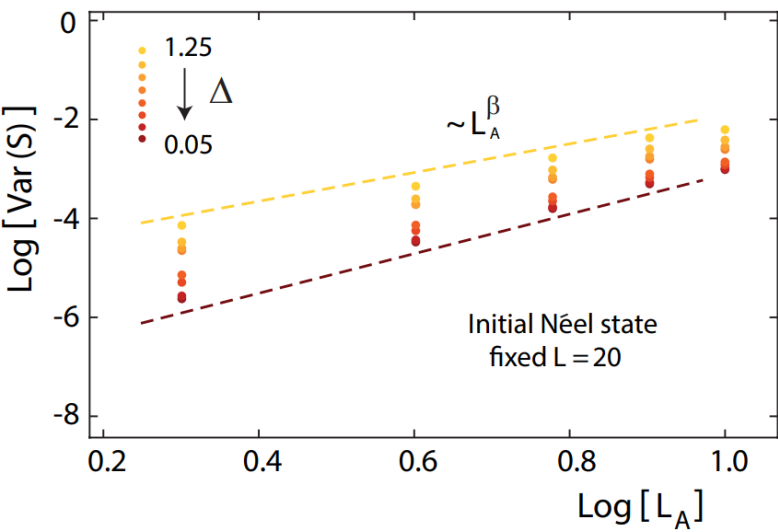 0
-2
-4
-6
-8
Log [ Var (S) ]
1.25
Δ
0.05
~L_A^β
Initial Néel state
fixed L = 20
0.2 0.4 0.6 0.8 1.0
Log [ L_A ]